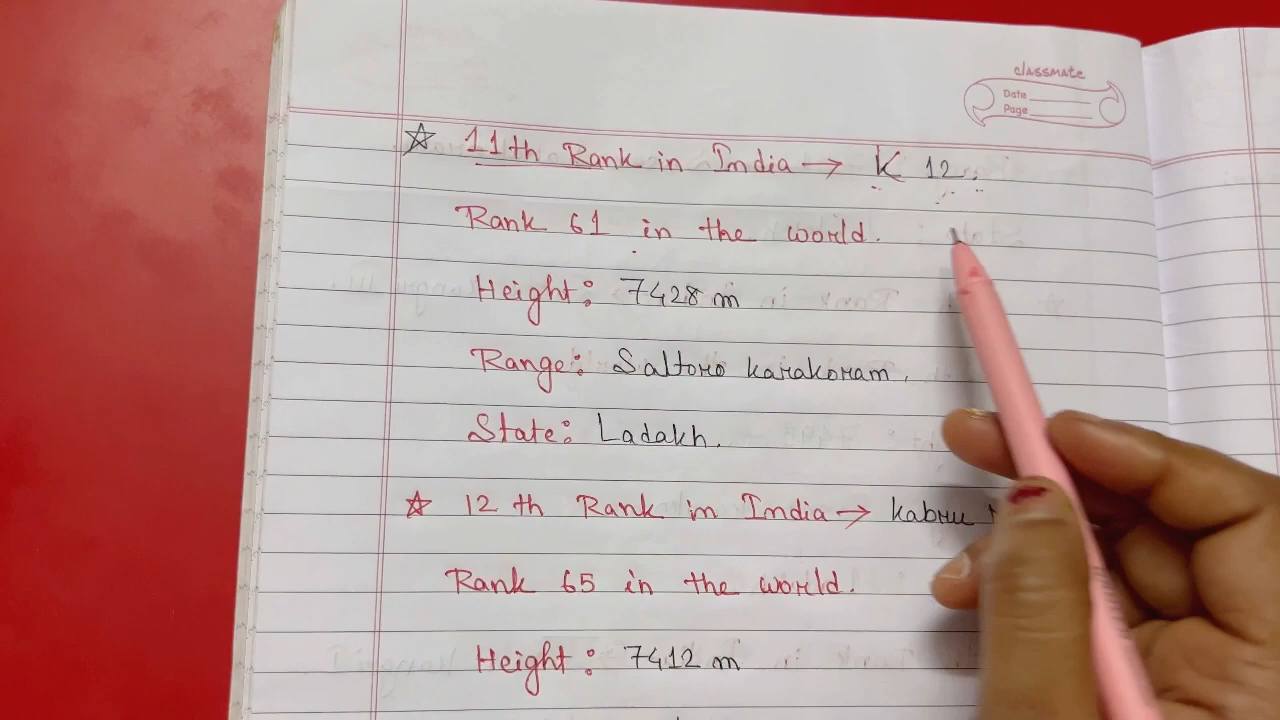 classmate
Date
Page
☆ 11th Rank in India → K 12.
Rank 61 in the world.
Height: 7428 m
Range: Saltoro Karakoram.
State: Ladakh.
☆ 12 th Rank in India → Kabru
Rank 65 in the world.
Height: 7412 m